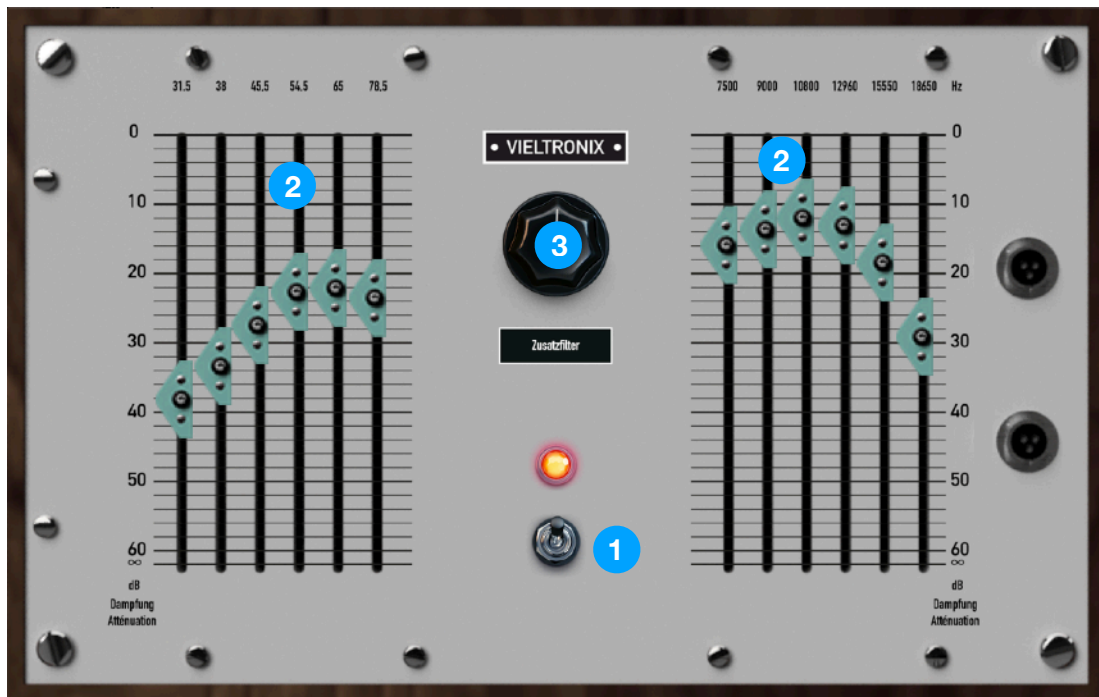 31,5 38 45,5 54,5 65 78,5
7500 9000 10800 12960 15550 18650 Hz
0
10
20
30
40
50
60
∞
dB
Dampfung
Atténuation
2
• VIELTRONIX •
3
Zusatzfilter
1
2
0
10
20
30
40
50
60
∞
dB
Dampfung
Atténuation